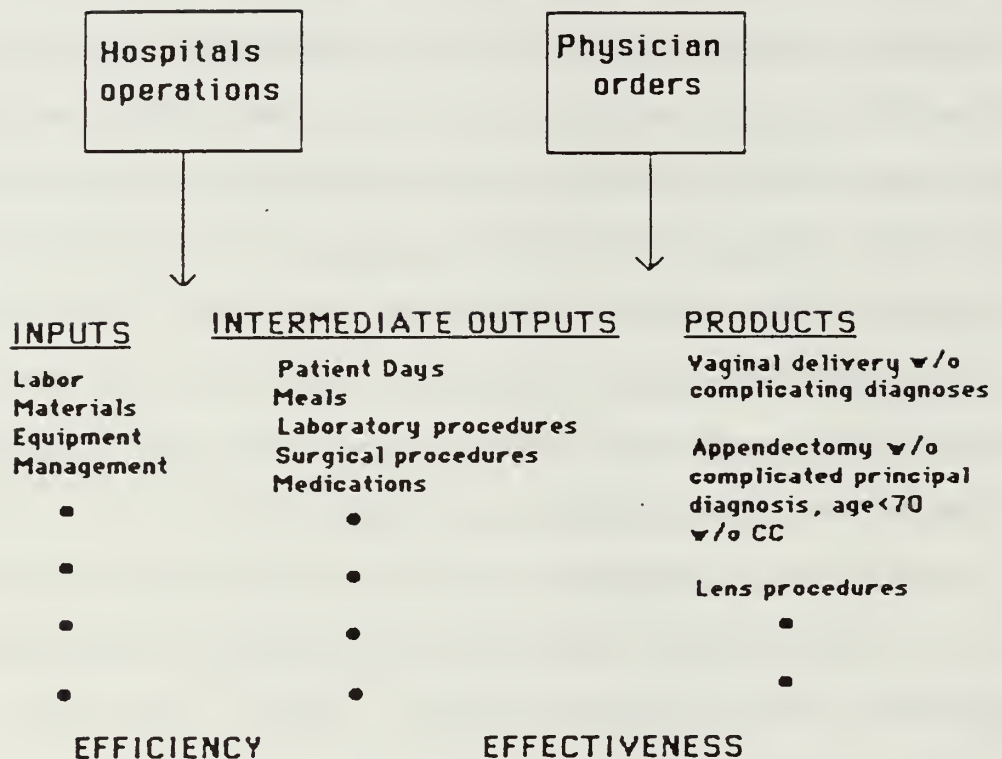 Hospitals
operations
Physician
orders
INPUTS
Labor
Materials
Equipment
Management
INTERMEDIATE OUTPUTS
Patient Days
Meals
Laboratory procedures
Surgical procedures
Medications
PRODUCTS
Vaginal delivery w/o
complicating diagnoses
Appendectomy w/o
complicated principal
diagnosis, age<70
w/o CC
Lens procedures
EFFICIENCY
EFFECTIVENESS